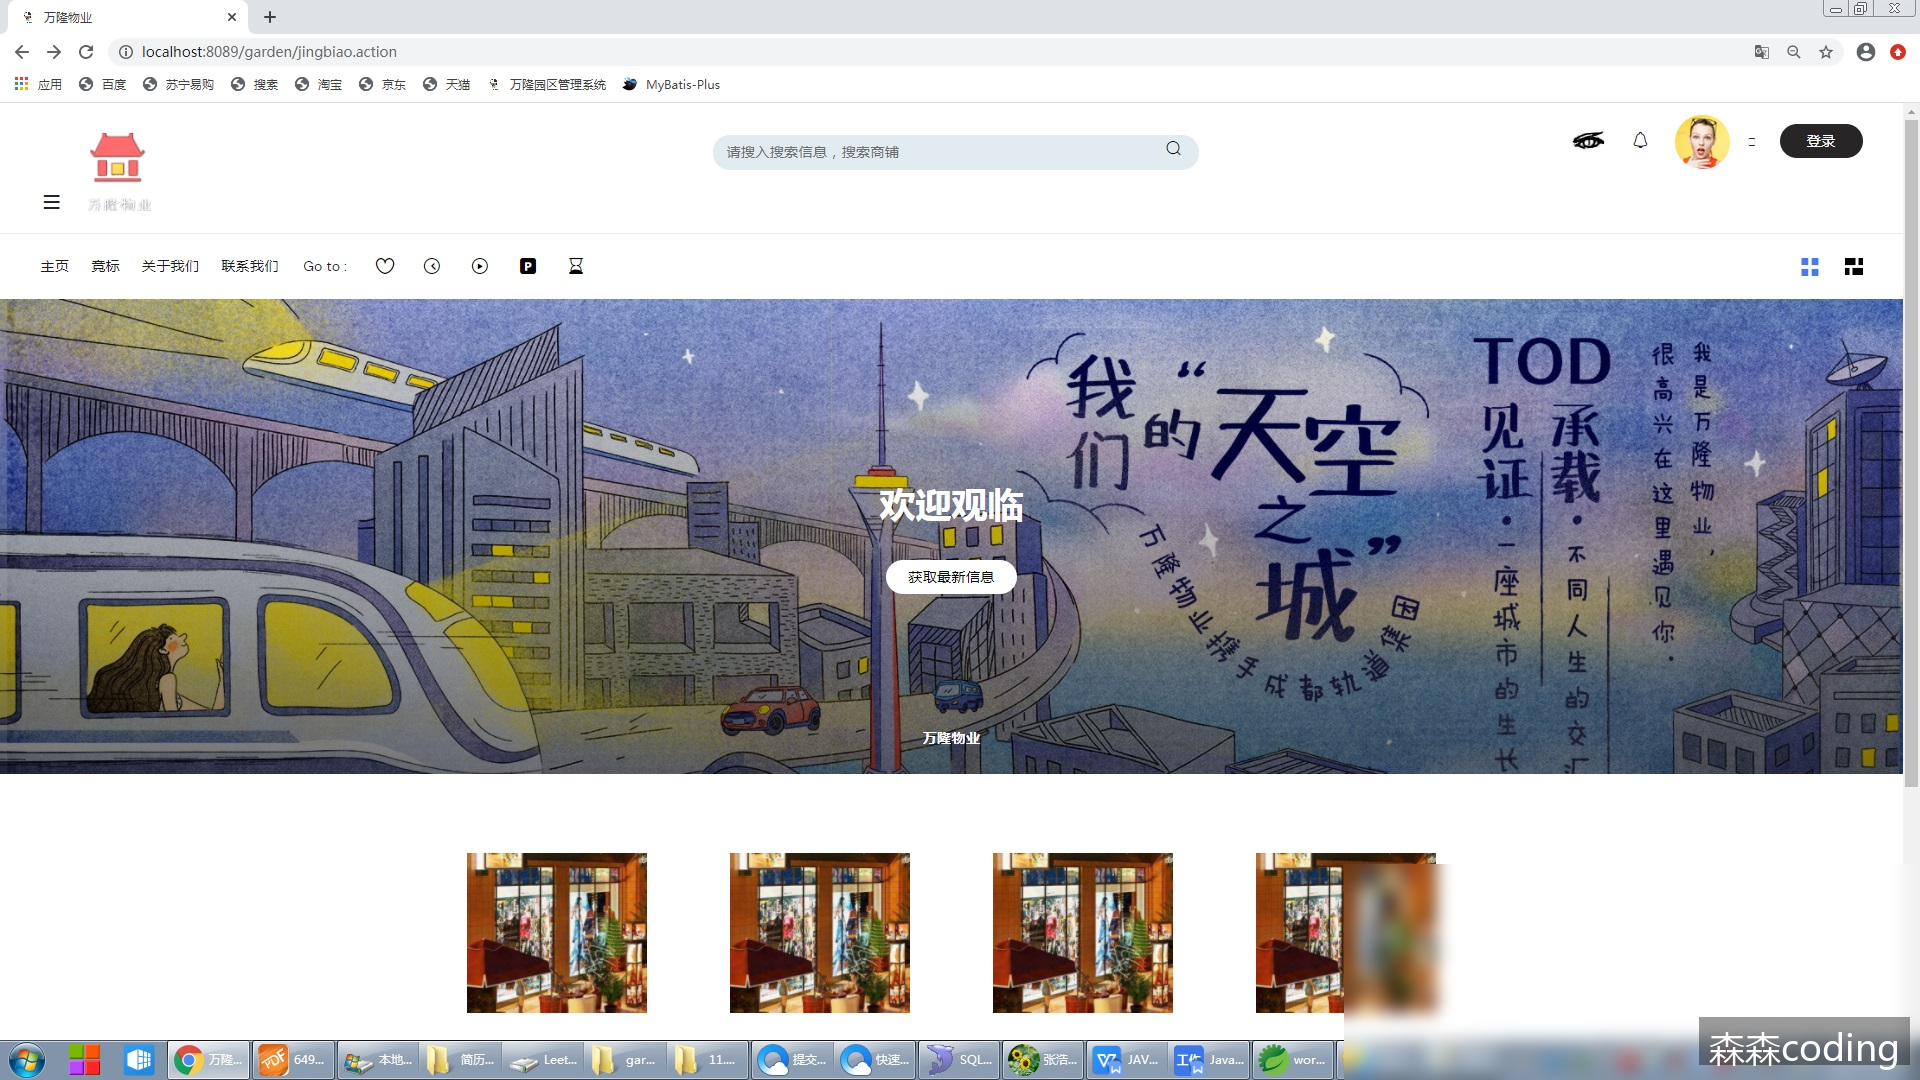 万隆物业
localhost:8089/garden/jingbiao.action
应用 百度 苏宁易购 搜索 淘宝 京东 天猫 万隆园区管理系统 MyBatis-Plus
请搜入搜索信息，搜索商铺
登录
万隆物业
主页 竞标 关于我们 联系我们 Go to :
我们的“天空之城”
万隆物业携手成都轨道集团
TOD
见证·一座城市的生长
承载·不同人生的交汇
我是万隆物业，
很高兴在这里遇见你.
欢迎观临
获取最新信息
万隆物业
万隆... 649... 本地... 简历... Leet... gar... 11.... 提交... 快速... SQL... 张浩... JAV... Java... wor...
森森coding